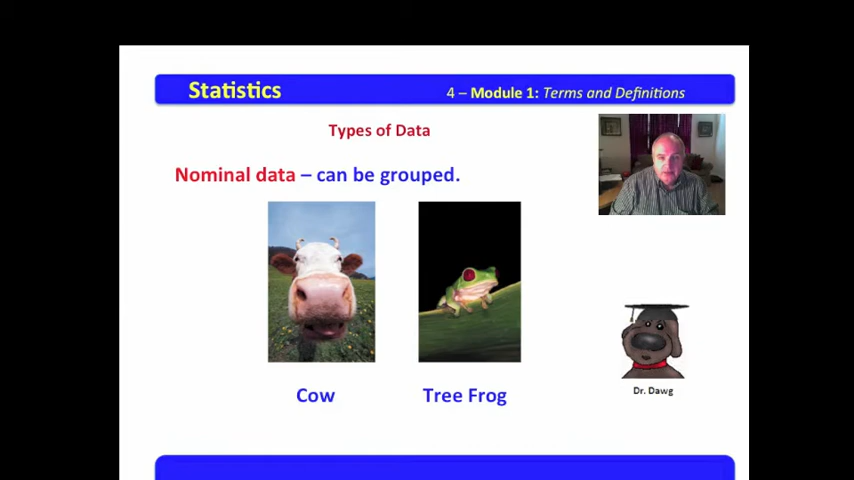 Statistics
4 – Module 1: Terms and Definitions
Types of Data
Nominal data – can be grouped.
Cow
Tree Frog
Dr. Dawg